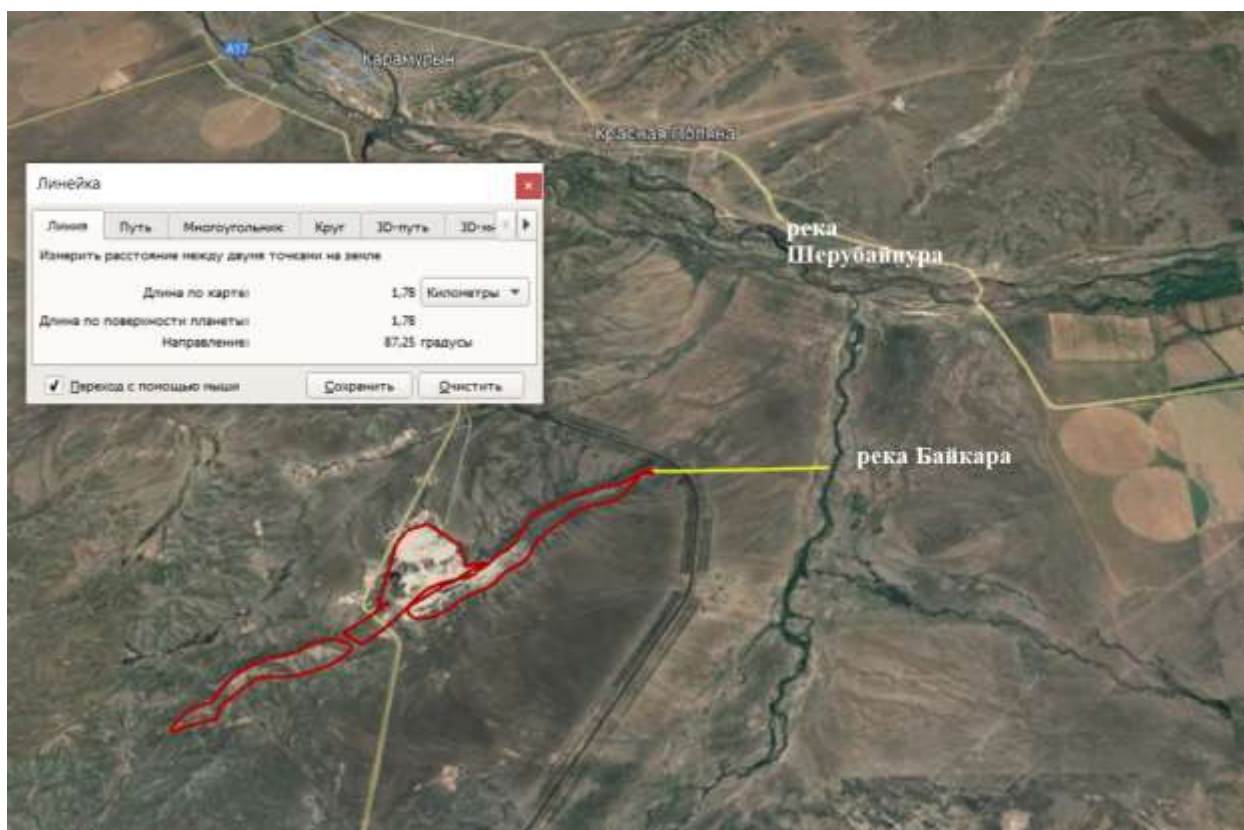 А17
Карамурын
Красная Поляна
Линейка
Линия Путь Многоугольник Круг 3D-путь
Измерить расстояние между двумя точками на земле
Длина по карте: 1,78 Километры
Длина по поверхности планеты: 1,78
Направление: 87,25 градусы
Переход с помощью мыши Сохранить Очистить
река
Шерубайнура
река Байкара